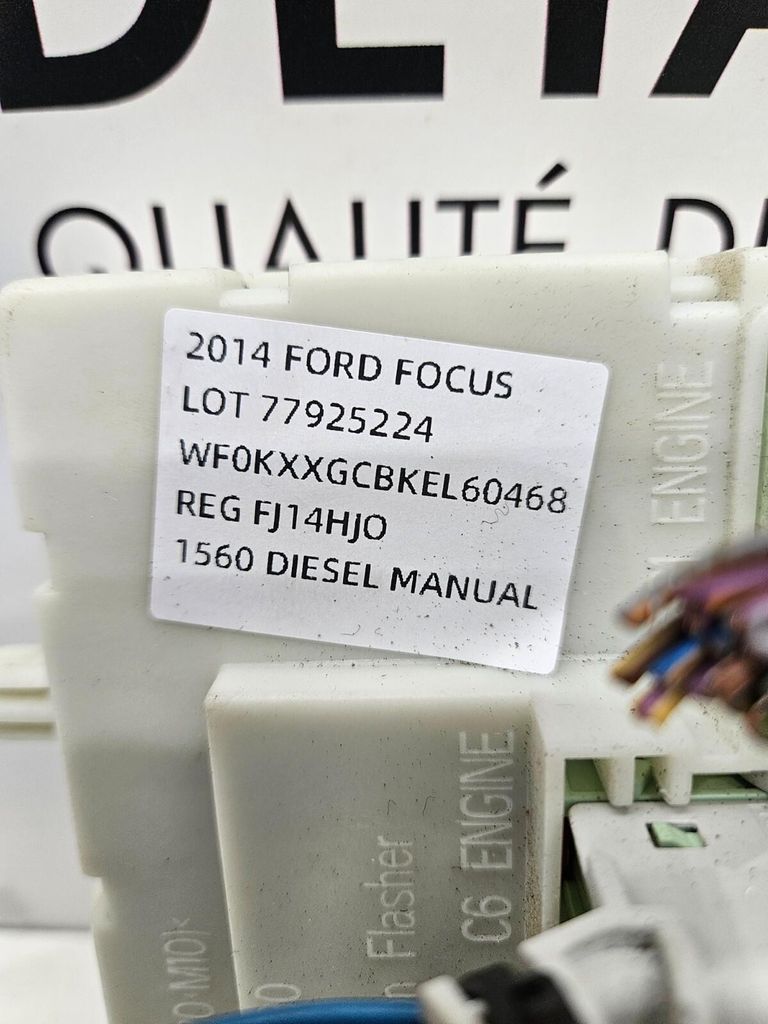 QUALITÉ
2014 FORD FOCUS
LOT 77925224
WF0KXXGCBKEL60468
REG FJ14HJO
1560 DIESEL MANUAL
ENGINE
C6 ENGINE
Flasher